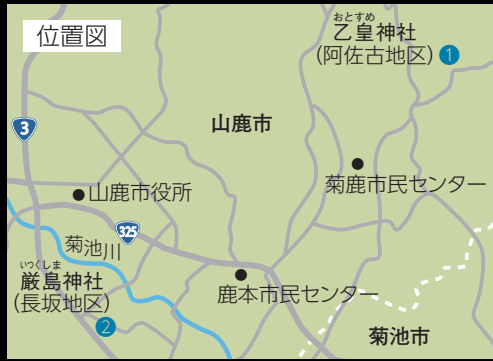 位置図
おとすめ
乙皇神社
(阿佐古地区) 1
3
山鹿市
菊鹿市民センター
山鹿市役所
325
菊池川
いつくしま
厳島神社
(長坂地区)
2
鹿本市民センター
菊池市